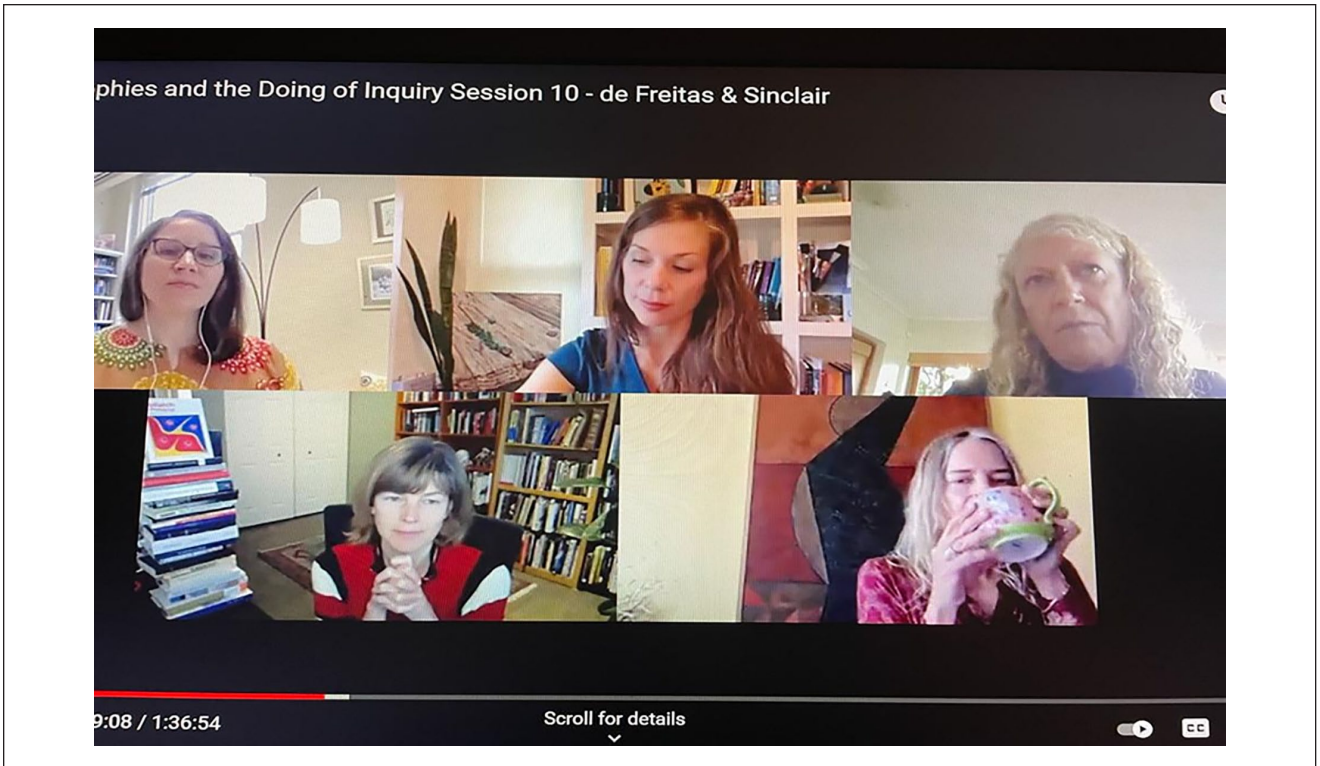 phies and the Doing of Inquiry Session 10 - de Freitas & Sinclair
9:08 / 1:36:54
Scroll for details
CC